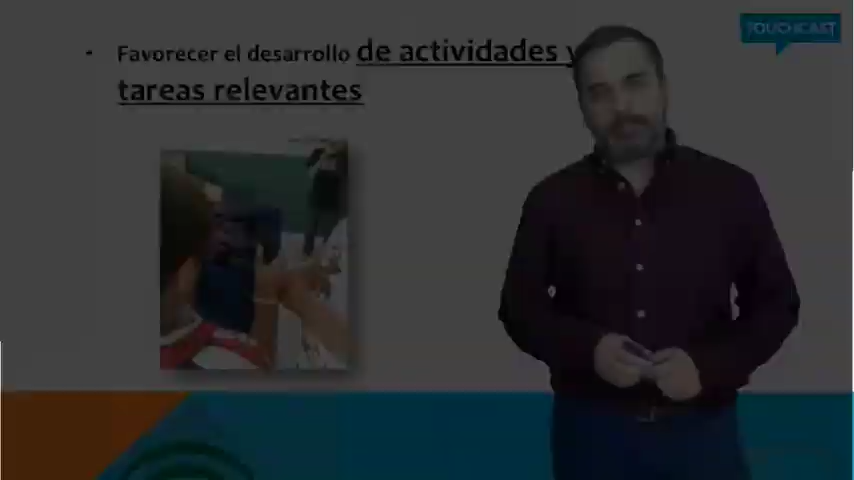 • Favorecer el desarrollo de actividades y
tareas relevantes
TOUCHCAST